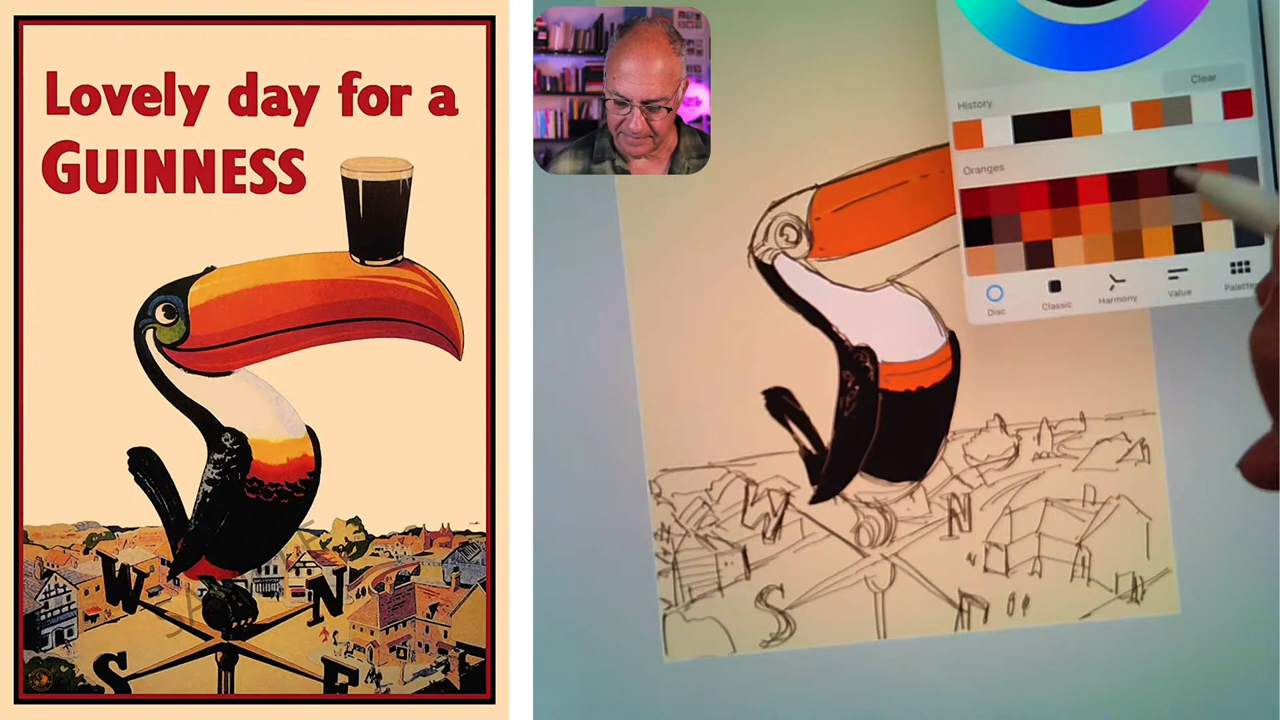 Lovely day for a
GUINNESS
W
N
S
E
Clear
History
Oranges
Disc
Classic
Harmony
Value
Palettes
W
N
S